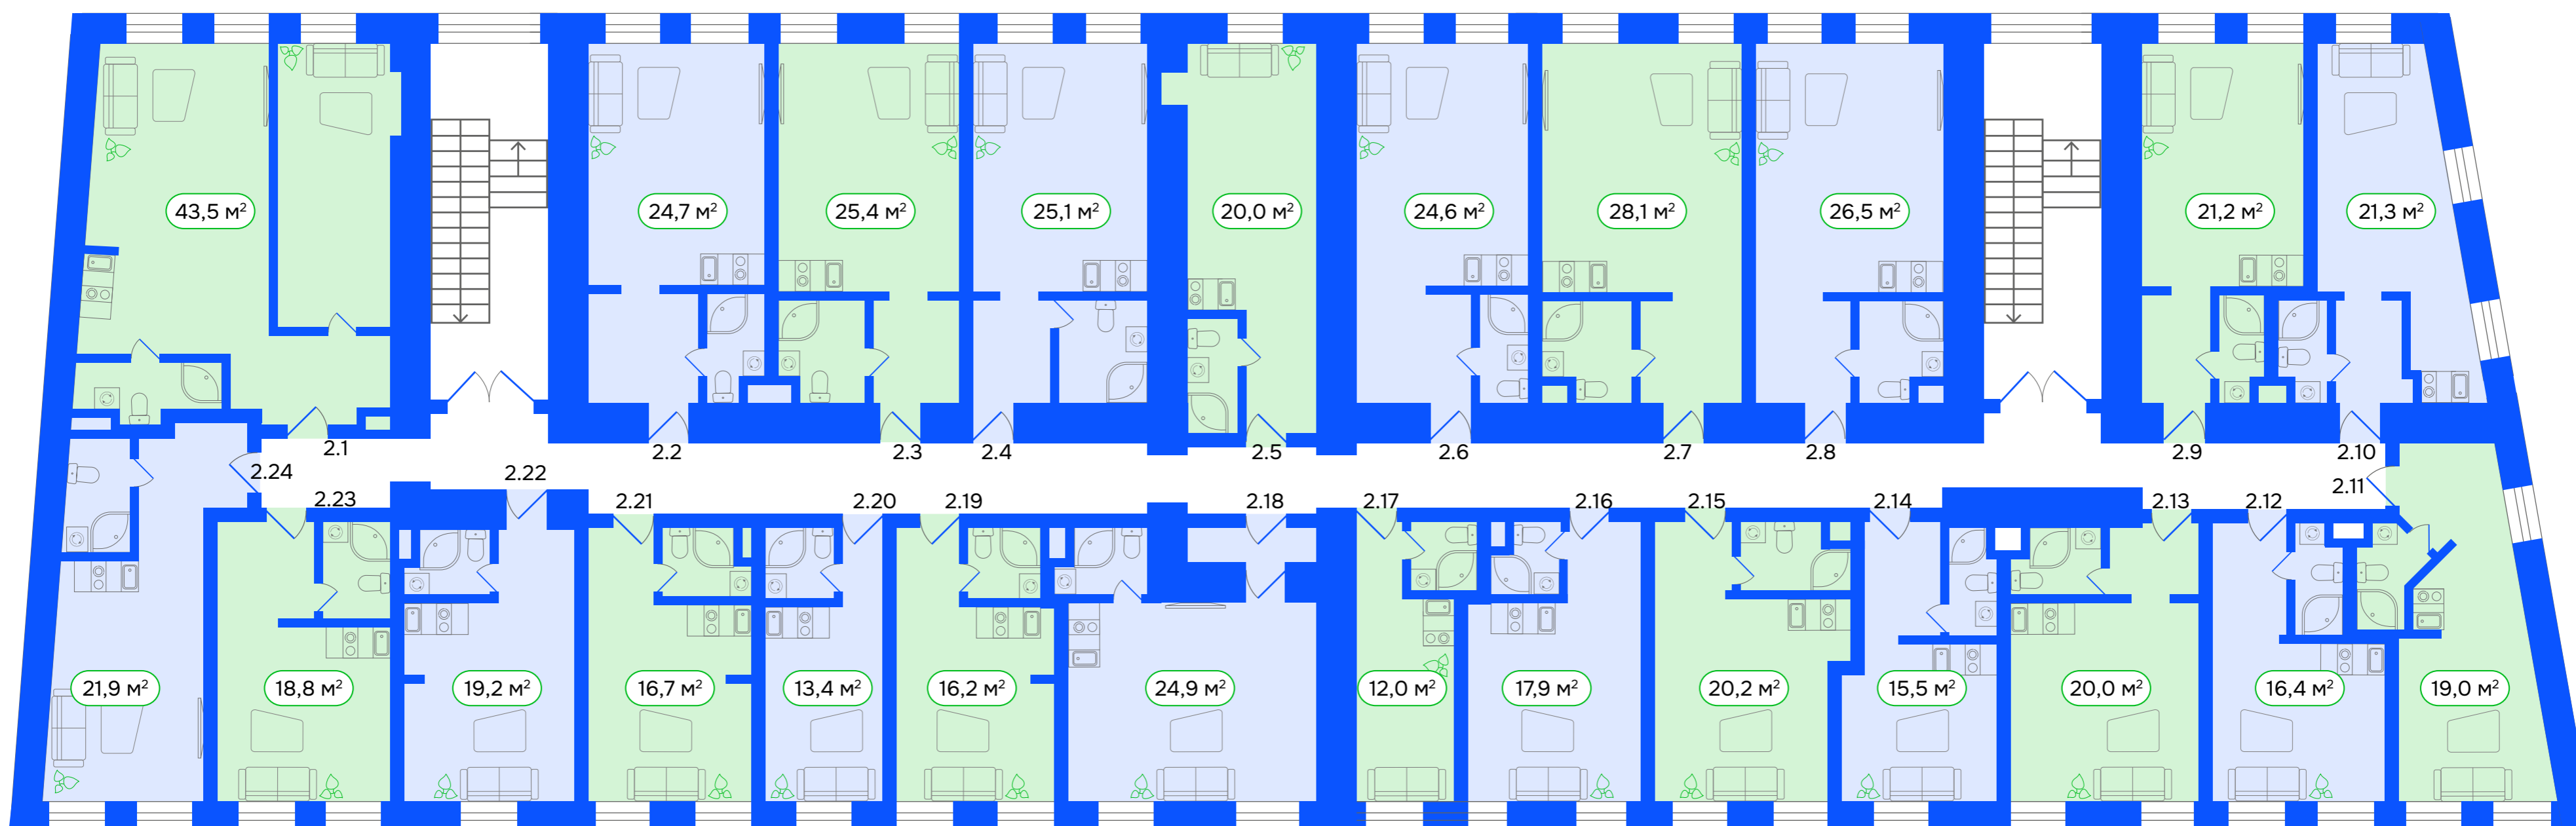 43,5 м²
24,7 м²
25,4 м²
25,1 м²
20,0 м²
24,6 м²
28,1 м²
26,5 м²
21,2 м²
21,3 м²
2.1
2.2
2.3
2.4
2.5
2.6
2.7
2.8
2.9
2.10
2.24
2.23
2.22
2.21
2.20
2.19
2.18
2.17
2.16
2.15
2.14
2.13
2.12
2.11
21,9 м²
18,8 м²
19,2 м²
16,7 м²
13,4 м²
16,2 м²
24,9 м²
12,0 м²
17,9 м²
20,2 м²
15,5 м²
20,0 м²
16,4 м²
19,0 м²